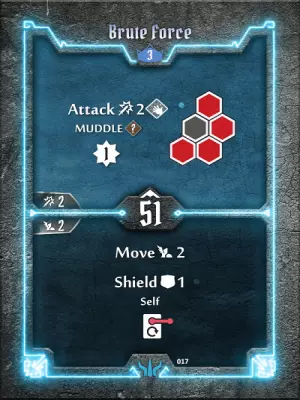 Brute Force
3
Attack 2
MUDDLE ?
1
2
51
2
Move 2
Shield 1
Self
017